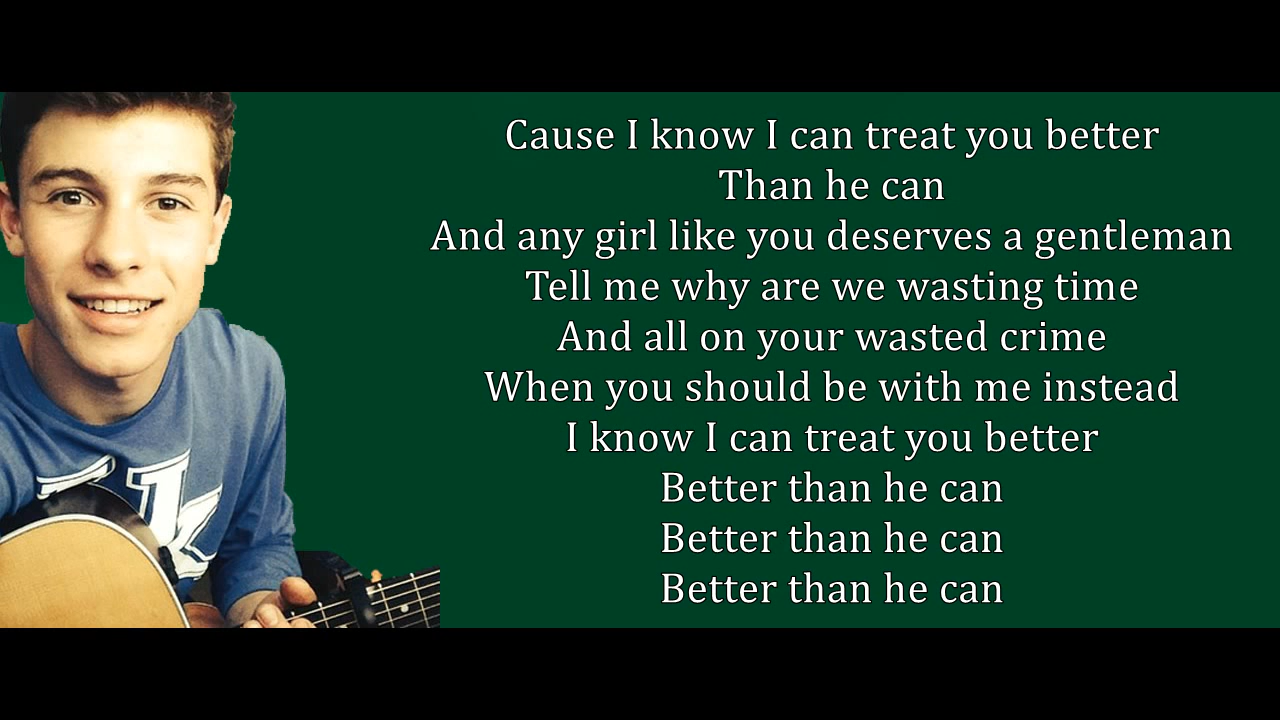 Cause I know I can treat you better
Than he can
And any girl like you deserves a gentleman
Tell me why are we wasting time
And all on your wasted crime
When you should be with me instead
I know I can treat you better
Better than he can
Better than he can
Better than he can